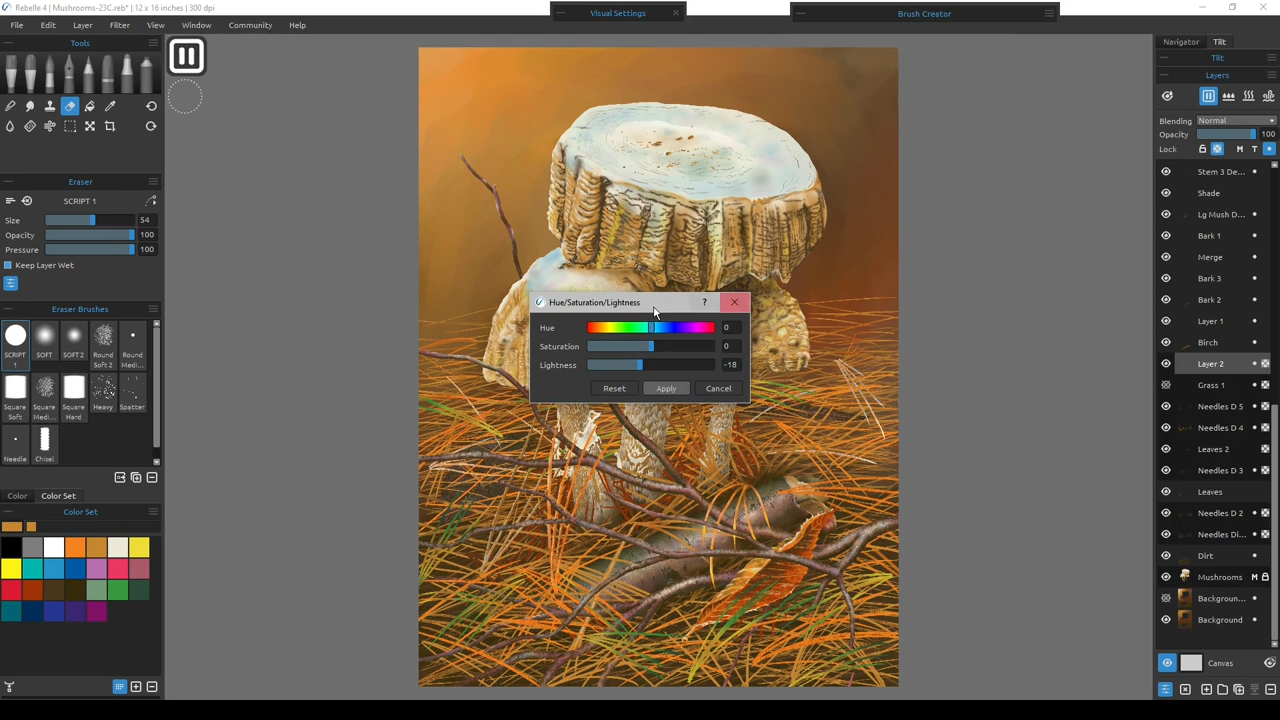 Rebelle 4 | Mushrooms-23C.reb* | 12 x 16 inches | 300 dpi
Visual Settings
Brush Creator
File Edit Layer Filter View Window Community Help
Tools
Navigator Tilt
Tilt
Layers
Blending Normal
Opacity 100
Lock M T
Eraser
SCRIPT 1
Size 54
Opacity 100
Pressure 100
Keep Layer Wet
Eraser Brushes
SCRIPT 1
SOFT
SOFT 2
Round Soft 2
Round Medi...
Square Soft
Square Medi...
Square Hard
Heavy
Spatter
Needle
Chisel
Color Color Set
Color Set
Hue/Saturation/Lightness ?
Hue 0
Saturation 0
Lightness -18
Reset Apply Cancel
Stem 3 De...
Shade
Lg Mush D...
Bark 1
Merge
Bark 3
Bark 2
Layer 1
Birch
Layer 2
Grass 1
Needles D 5
Needles D 4
Leaves 2
Needles D 3
Leaves
Needles D 2
Needles Di...
Dirt
Mushrooms M
Backgroun...
Background
Canvas